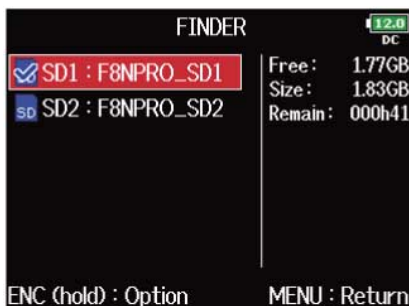 FINDER
12.0
DC
SD1 : F8NPRO_SD1
SD SD2 : F8NPRO_SD2
Free : 1.77GB
Size : 1.83GB
Remain : 000h41
ENC (hold) : Option
MENU : Return